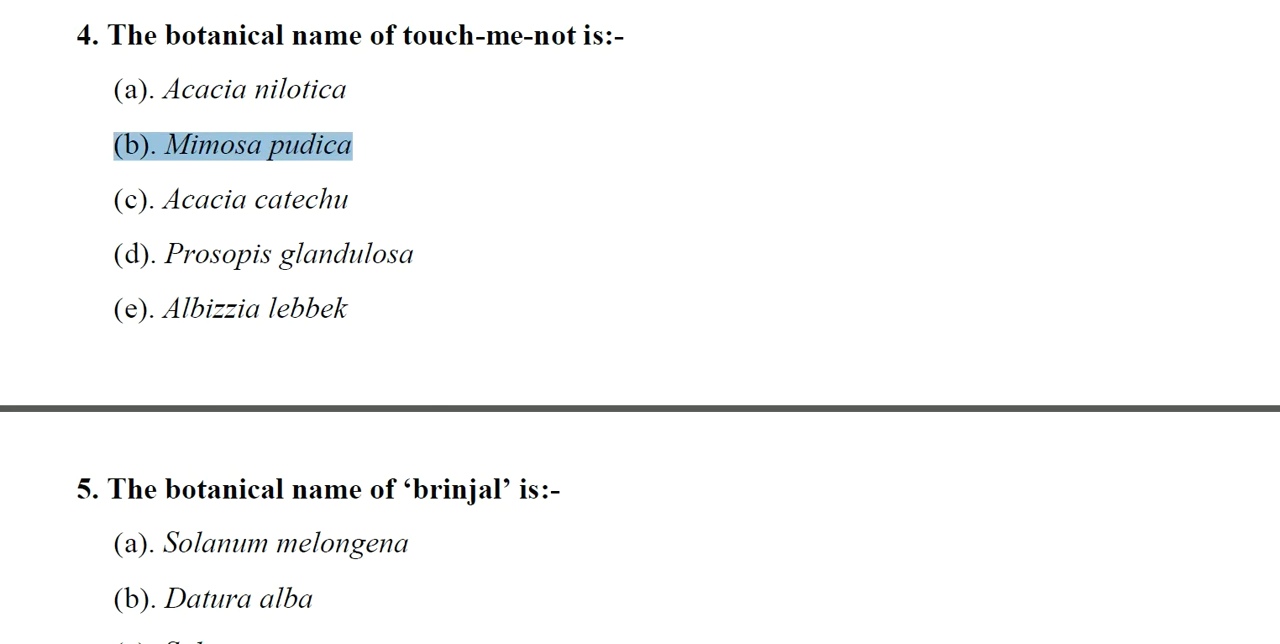 4. The botanical name of touch-me-not is:-
(a). Acacia nilotica
(b). Mimosa pudica
(c). Acacia catechu
(d). Prosopis glandulosa
(e). Albizzia lebbek
5. The botanical name of ‘brinjal’ is:-
(a). Solanum melongena
(b). Datura alba